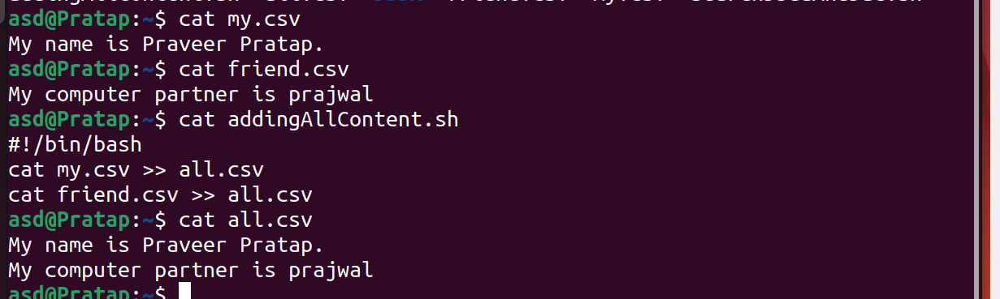 asd@Pratap:~$ cat my.csv
My name is Praveer Pratap.
asd@Pratap:~$ cat friend.csv
My computer partner is prajwal
asd@Pratap:~$ cat addingAllContent.sh
#!/bin/bash
cat my.csv >> all.csv
cat friend.csv >> all.csv
asd@Pratap:~$ cat all.csv
My name is Praveer Pratap.
My computer partner is prajwal
asd@Pratap:~$